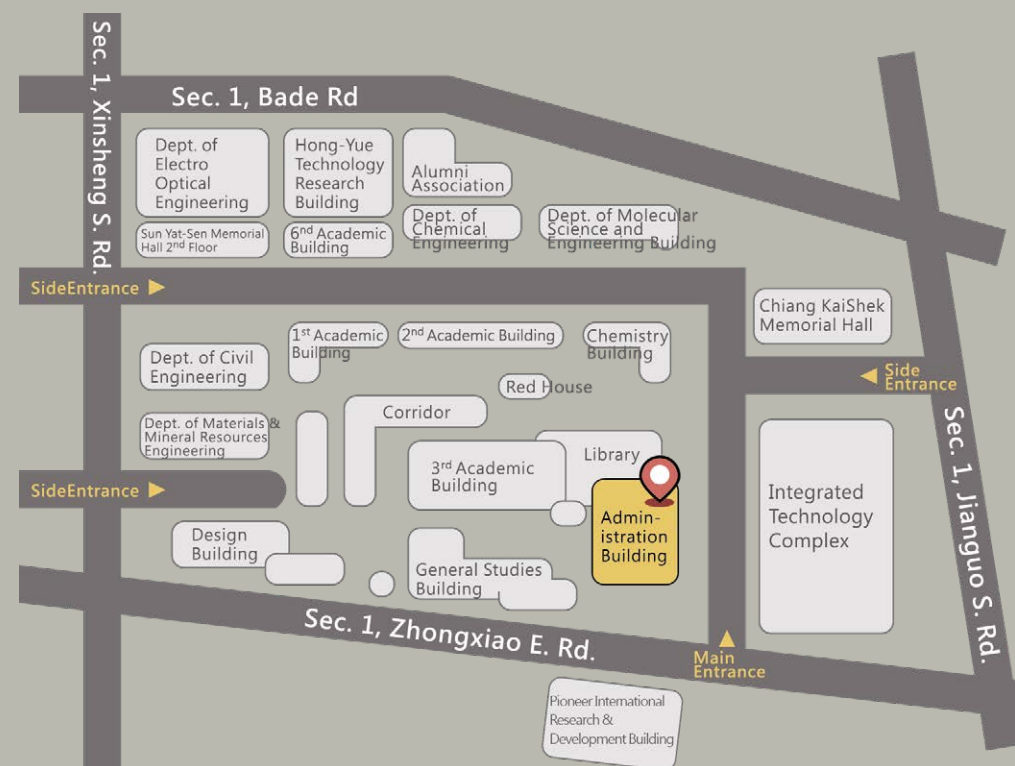 Sec. 1, Xinsheng S. Rd.
Sec. 1, Bade Rd
Dept. of
Electro
Optical
Engineering
Hong-Yue
Technology
Research
Building
Alumni
Association
Sun Yat-Sen Memorial
Hall 2nd Floor
6nd Academic
Building
Dept. of
Chemical
Engineering
Dept. of Molecular
Science and
Engineering Building
SideEntrance
Chiang KaiShek
Memorial Hall
1st Academic
Building
2nd Academic Building
Chemistry
Building
Dept. of Civil
Engineering
Red House
Side
Entrance
Dept. of Materials &
Mineral Resources
Engineering
Corridor
Library
3rd Academic
Building
SideEntrance
Admin-
istration
Building
Integrated
Technology
Complex
Sec. 1, Jianguo S. Rd.
Design
Building
General Studies
Building
Sec. 1, Zhongxiao E. Rd.
Main
Entrance
Pioneer International
Research &
Development Building